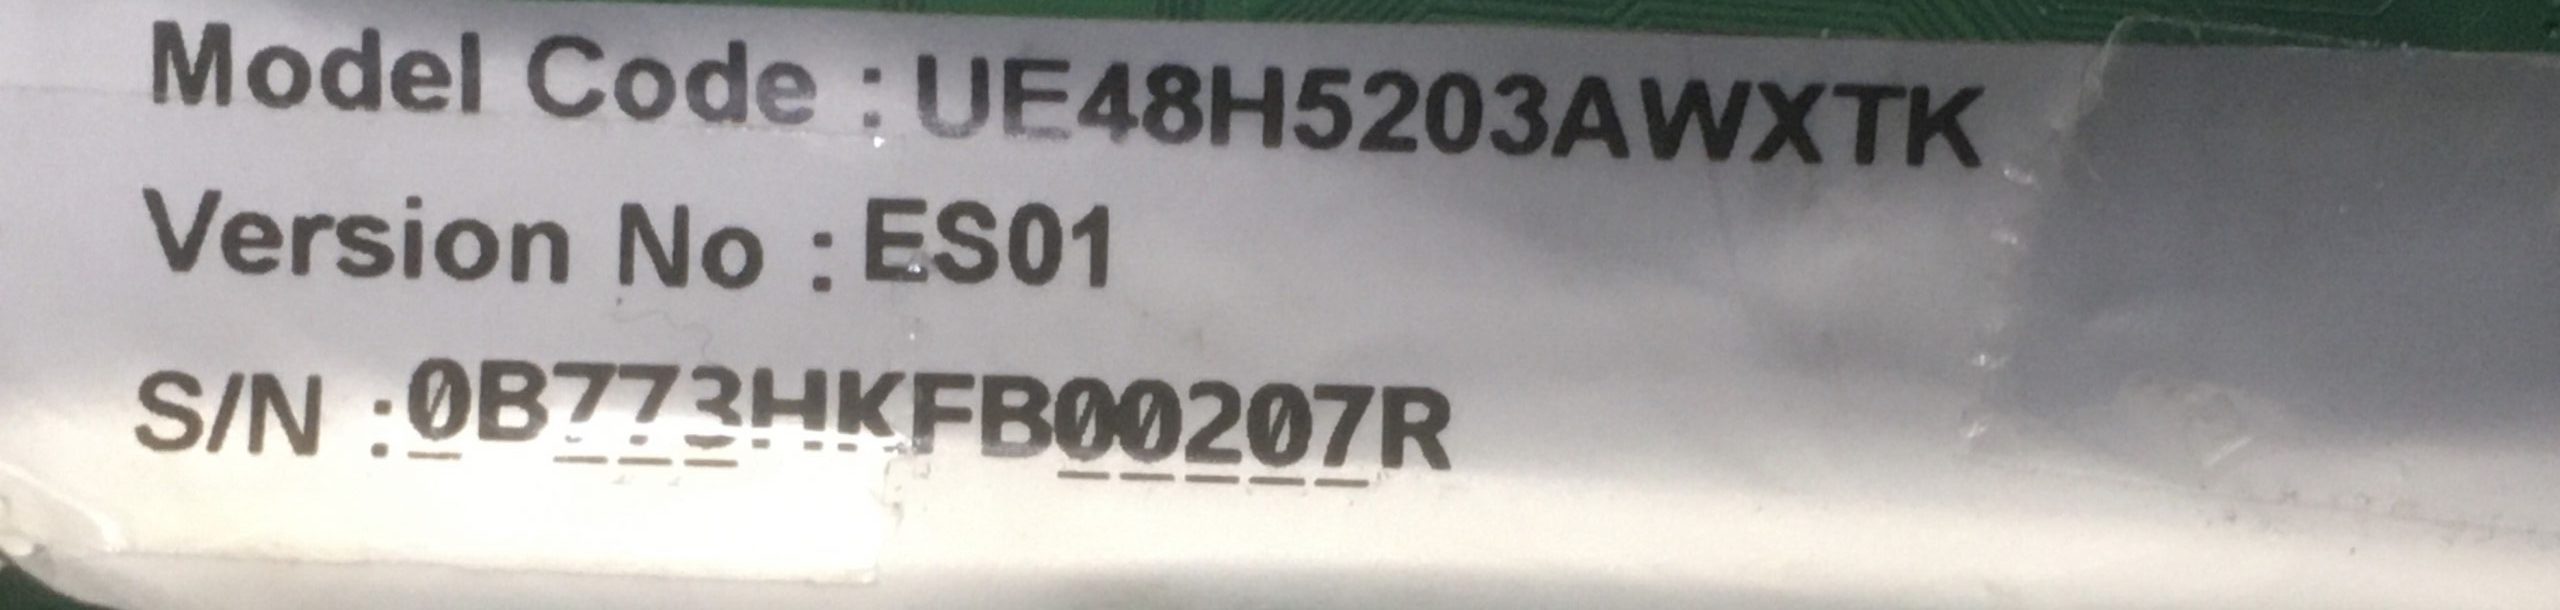 Model Code : UE48H5203AWXTK
Version No : ES01
S/N : 0B773HKFB00207R